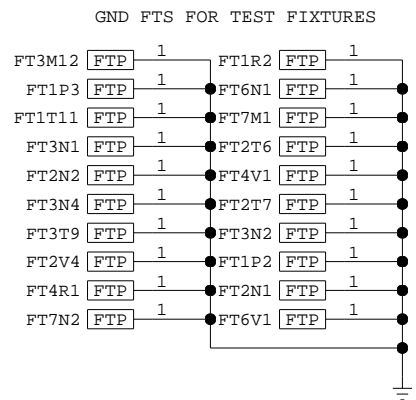 GND FTS FOR TEST FIXTURES
FT3M12 FTP 1 FT1R2 FTP 1
FT1P3 FTP 1 FT6N1 FTP 1
FT1T11 FTP 1 FT7M1 FTP 1
FT3N1 FTP 1 FT2T6 FTP 1
FT2N2 FTP 1 FT4V1 FTP 1
FT3N4 FTP 1 FT2T7 FTP 1
FT3T9 FTP 1 FT3N2 FTP 1
FT2V4 FTP 1 FT1P2 FTP 1
FT4R1 FTP 1 FT2N1 FTP 1
FT7N2 FTP 1 FT6V1 FTP 1